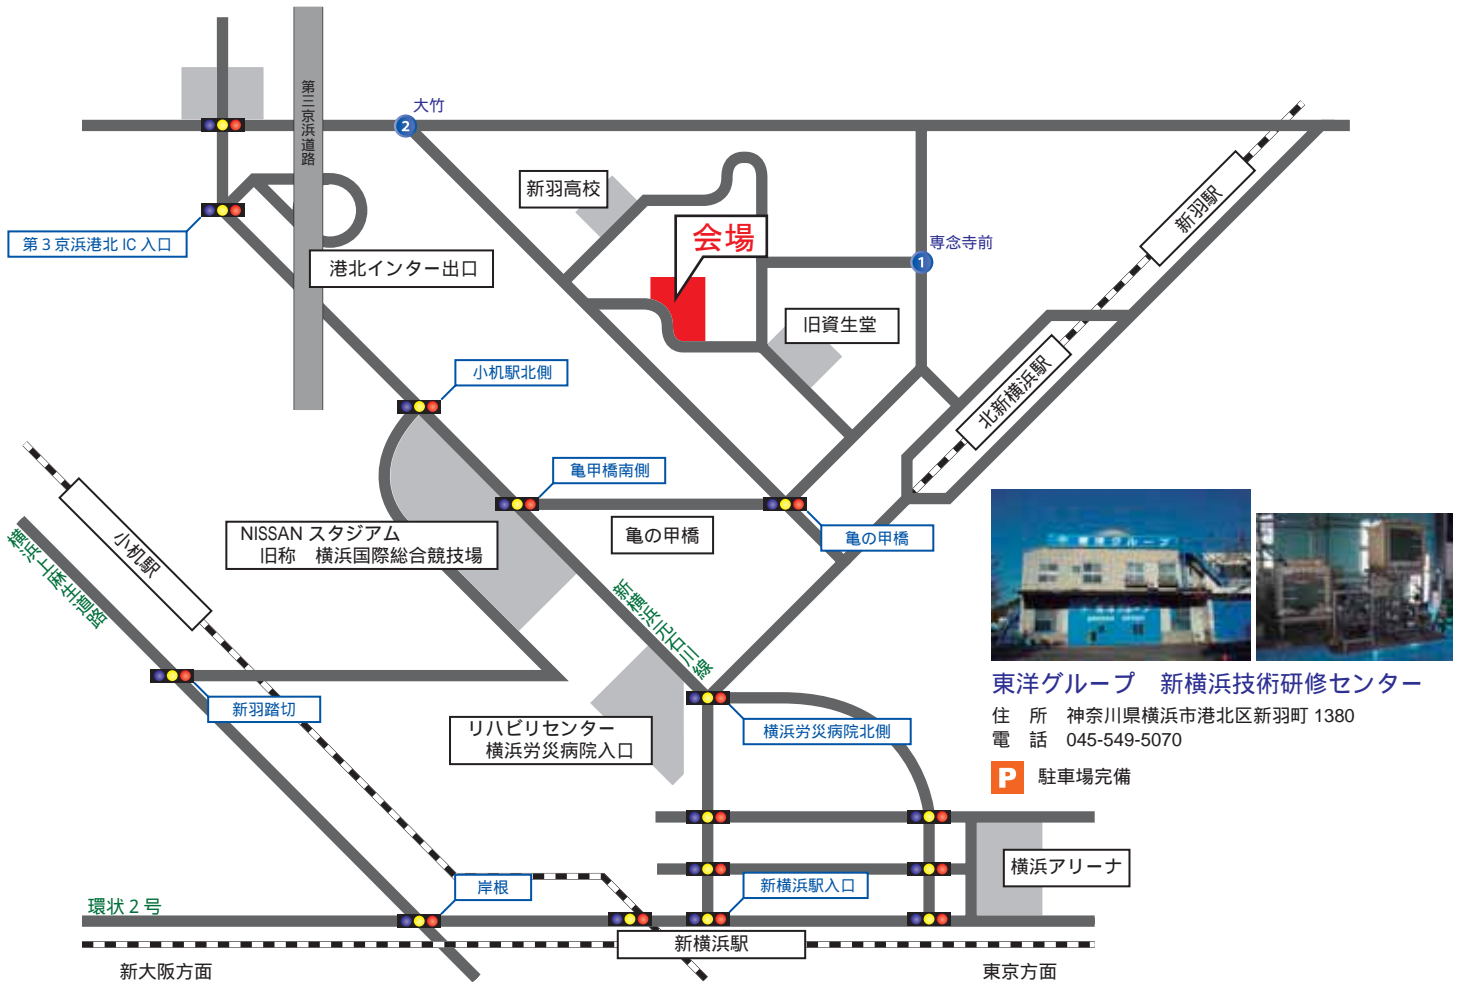 大竹
2
第三京浜道路
新羽高校
会場
専念寺前
1
新羽駅
第3京浜港北IC入口
港北インター出口
旧資生堂
小机駅北側
北新横浜駅
亀甲橋南側
亀の甲橋
亀の甲橋
NISSAN スタジアム
旧称 横浜国際総合競技場
小机駅
横浜上麻生道路
新横浜元石川線
東洋グループ 新横浜技術研修センター
住 所 神奈川県横浜市港北区新羽町 1380
電 話 045-549-5070
P 駐車場完備
新羽踏切
リハビリセンター
横浜労災病院入口
横浜労災病院北側
横浜アリーナ
岸根
新横浜駅入口
環状2号
新横浜駅
新大阪方面
東京方面